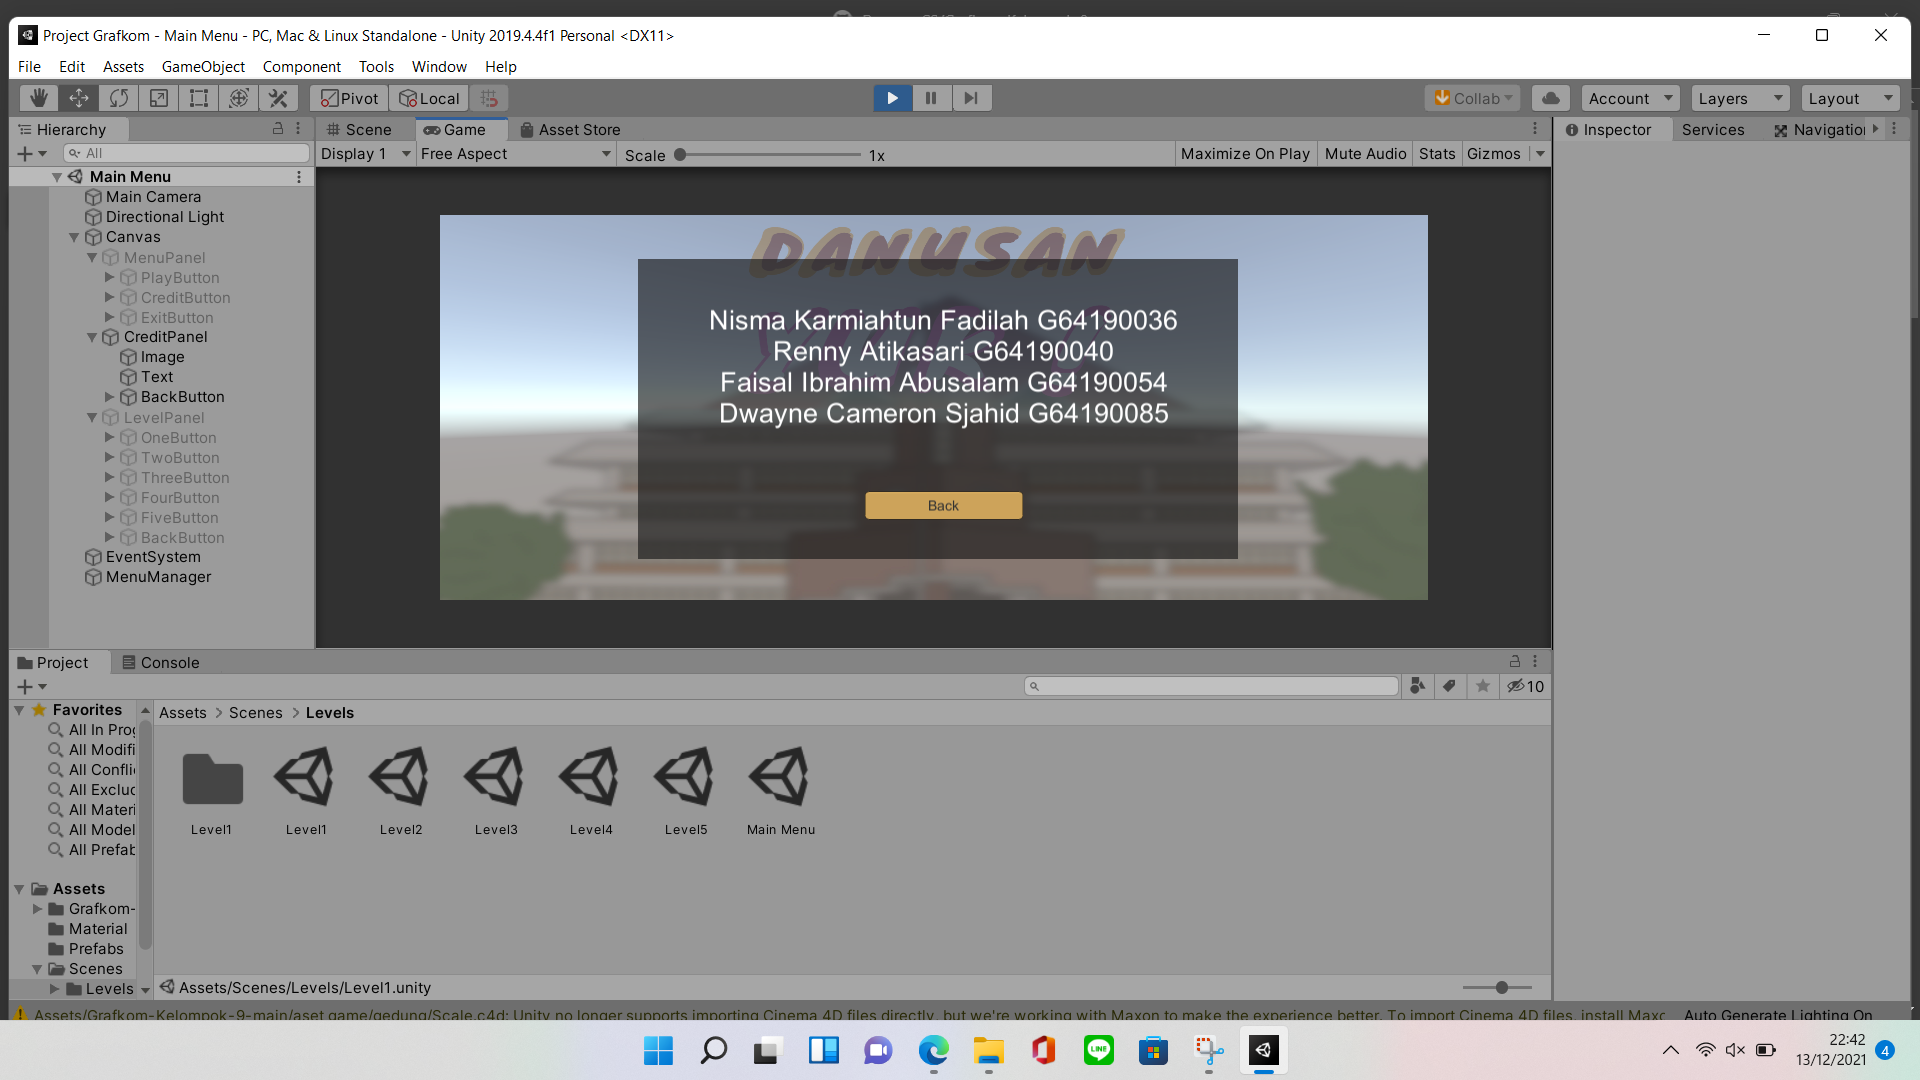 Project Grafkom - Main Menu - PC, Mac & Linux Standalone - Unity 2019.4.4f1 Personal <DX11>
File Edit Assets GameObject Component Tools Window Help
Pivot Local Collab Account Layers Layout
Hierarchy
Scene Game Asset Store
Inspector Services Navigation
All
Display 1 Free Aspect Scale 1x Maximize On Play Mute Audio Stats Gizmos
Main Menu
Main Camera
Directional Light
Canvas
MenuPanel
PlayButton
CreditButton
ExitButton
CreditPanel
Image
Text
BackButton
LevelPanel
OneButton
TwoButton
ThreeButton
FourButton
FiveButton
BackButton
EventSystem
MenuManager
DANUSAN
Nisma Karmiahtun Fadilah G64190036
Renny Atikasari G64190040
Faisal Ibrahim Abusalam G64190054
Dwayne Cameron Sjahid G64190085
Back
Project Console
10
Favorites
All In Prog
All Modifi
All Conflic
All Exclud
All Materi
All Model
All Prefab
Assets
Grafkom-
Material
Prefabs
Scenes
Levels
Assets > Scenes > Levels
Level1 Level1 Level2 Level3 Level4 Level5 Main Menu
Assets/Scenes/Levels/Level1.unity
Assets/Grafkom-Kelompok-9-main/aset game/gedung/Scale.c4d: Unity no longer supports importing Cinema 4D files directly, but we're working with Maxon to make the experience better. To import Cinema 4D files, install Maxo
Auto Generate Lighting On
LINE
22:42
13/12/2021
4